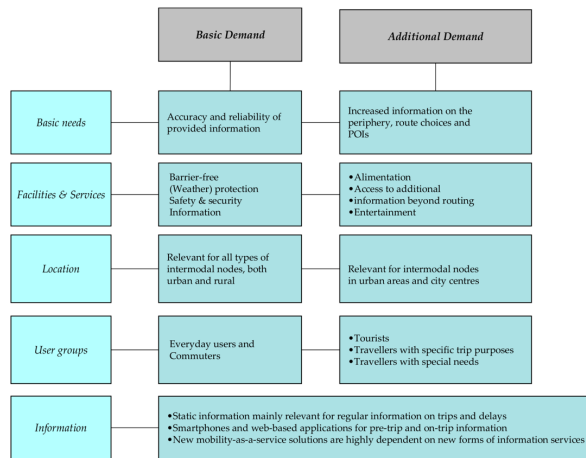 Basic Demand
Additional Demand
Basic needs
Accuracy and reliability of
provided information
Increased information on the
periphery, route choices and
POIs
Facilities & Services
Barrier-free
(Weather) protection
Safety & security
Information
•Alimentation
•Access to additional
•information beyond routing
•Entertainment
Location
Relevant for all types of
intermodal nodes, both
urban and rural
Relevant for intermodal nodes
in urban areas and city centres
User groups
Everyday users and
Commuters
•Tourists
•Travellers with specific trip purposes
•Travellers with special needs
Information
•Static information mainly relevant for regular information on trips and delays
•Smartphones and web-based applications for pre-trip and on-trip information
•New mobility-as-a-service solutions are highly dependent on new forms of information services